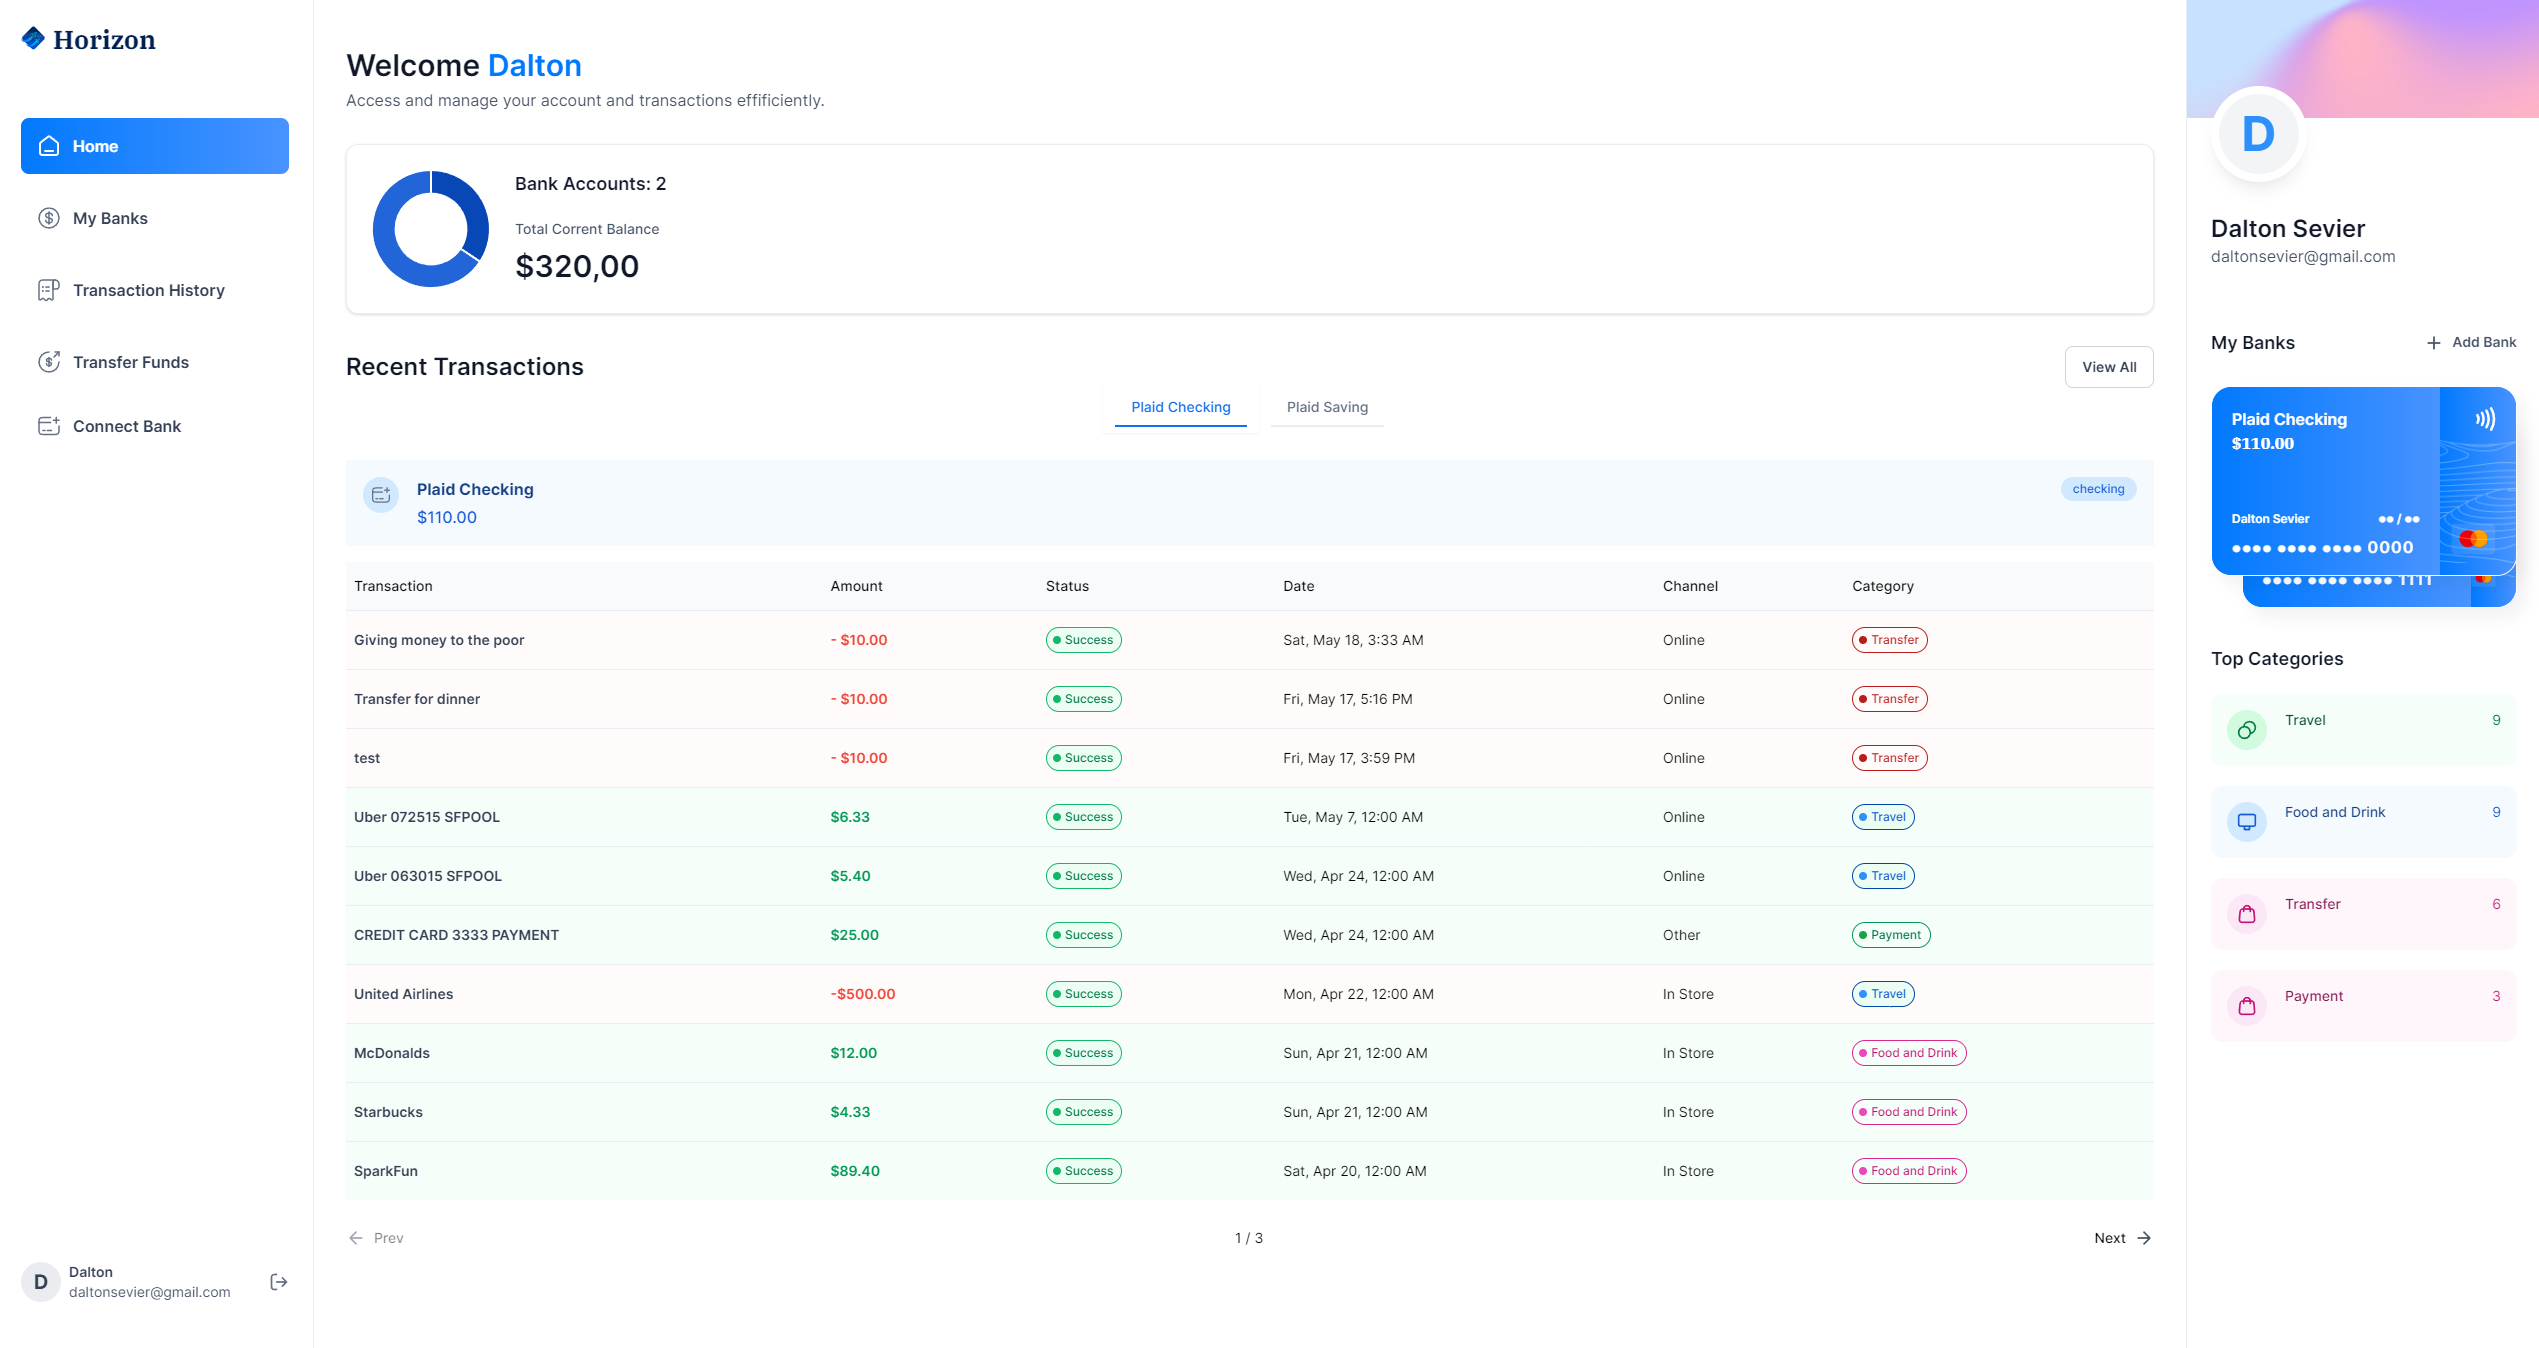 Horizon
Home
My Banks
Transaction History
Transfer Funds
Connect Bank
Dalton
daltonsevier@gmail.com
D
Welcome Dalton
Access and manage your account and transactions effificiently.
Bank Accounts: 2
Total Corrent Balance
$320,00
Recent Transactions
View All
Plaid Checking Plaid Saving
Plaid Checking
$110.00
checking
Transaction Amount Status Date Channel Category
Giving money to the poor - $10.00 Success Sat, May 18, 3:33 AM Online Transfer
Transfer for dinner - $10.00 Success Fri, May 17, 5:16 PM Online Transfer
test - $10.00 Success Fri, May 17, 3:59 PM Online Transfer
Uber 072515 SFPOOL $6.33 Success Tue, May 7, 12:00 AM Online Travel
Uber 063015 SFPOOL $5.40 Success Wed, Apr 24, 12:00 AM Online Travel
CREDIT CARD 3333 PAYMENT $25.00 Success Wed, Apr 24, 12:00 AM Other Payment
United Airlines -$500.00 Success Mon, Apr 22, 12:00 AM In Store Travel
McDonalds $12.00 Success Sun, Apr 21, 12:00 AM In Store Food and Drink
Starbucks $4.33 Success Sun, Apr 21, 12:00 AM In Store Food and Drink
SparkFun $89.40 Success Sat, Apr 20, 12:00 AM In Store Food and Drink
Prev 1 / 3 Next
D
Dalton Sevier
daltonsevier@gmail.com
My Banks + Add Bank
Plaid Checking
$110.00
Dalton Sevier ●● / ●●
●●●● ●●●● ●●●● 0000
●●●● ●●●● ●●●● 1111
Top Categories
Travel 9
Food and Drink 9
Transfer 6
Payment 3